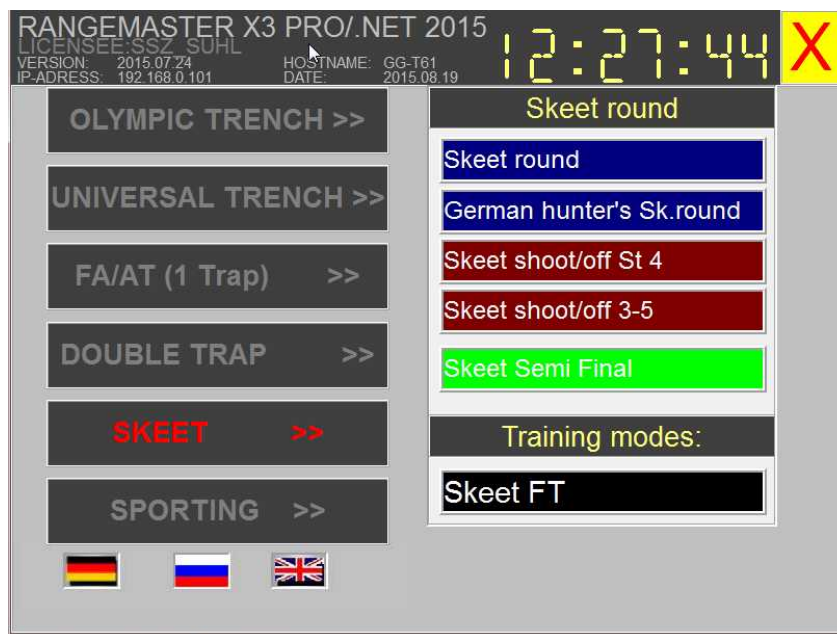 RANGEMASTER X3 PRO/.NET 2015
LICENSEE:SSZ_SUHL
VERSION: 2015.07.24 HOSTNAME: GG-T61
IP-ADRESS: 192.168.0.101 DATE: 2015.08.19
12:27:44
X
OLYMPIC TRENCH >>
UNIVERSAL TRENCH >>
FA/AT (1 Trap) >>
DOUBLE TRAP >>
SKEET >>
SPORTING >>
Skeet round
Skeet round
German hunter's Sk.round
Skeet shoot/off St 4
Skeet shoot/off 3-5
Skeet Semi Final
Training modes:
Skeet FT